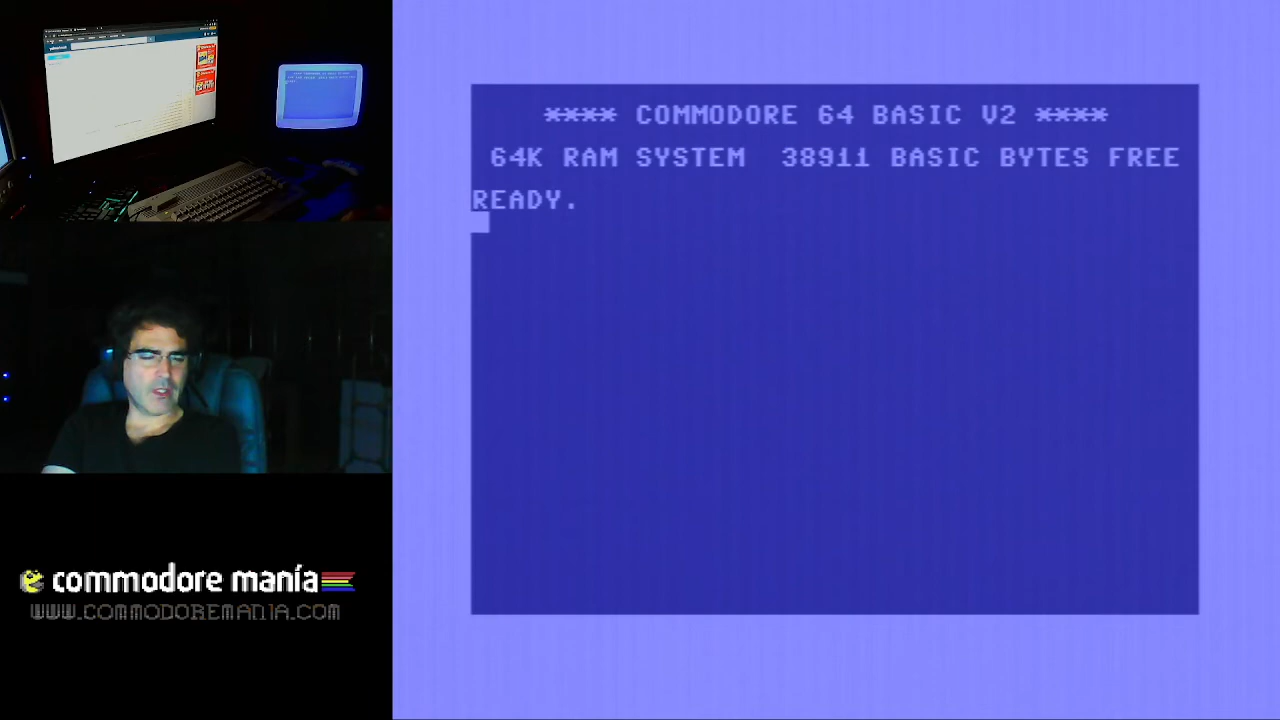 **** COMMODORE 64 BASIC V2 ****
64K RAM SYSTEM  38911 BASIC BYTES FREE
READY.
commodore manía
WWW.COMMODOREMANIA.COM